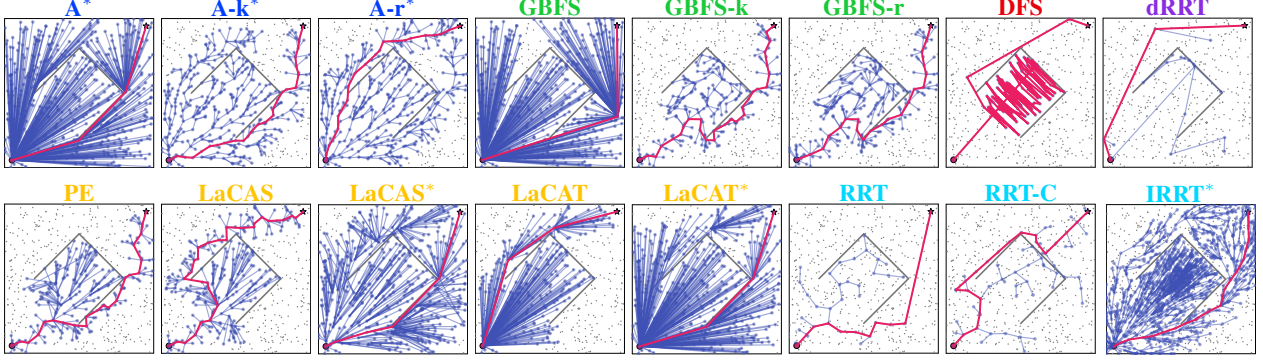 A* A-k* A-r* GBFS GBFS-k GBFS-r DFS dRRT
PE LaCAS LaCAS* LaCAT LaCAT* RRT RRT-C IRRT*